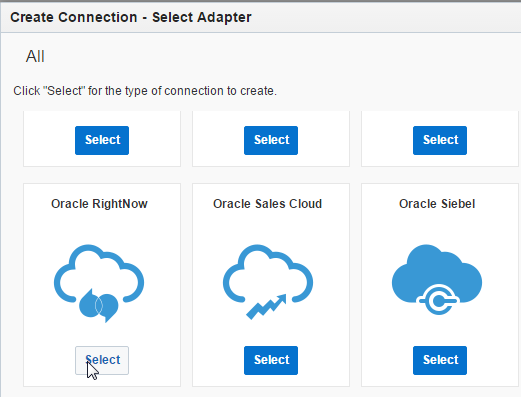 Create Connection - Select Adapter
All
Click "Select" for the type of connection to create.
Select Select Select
Oracle RightNow Oracle Sales Cloud Oracle Siebel
Select Select Select